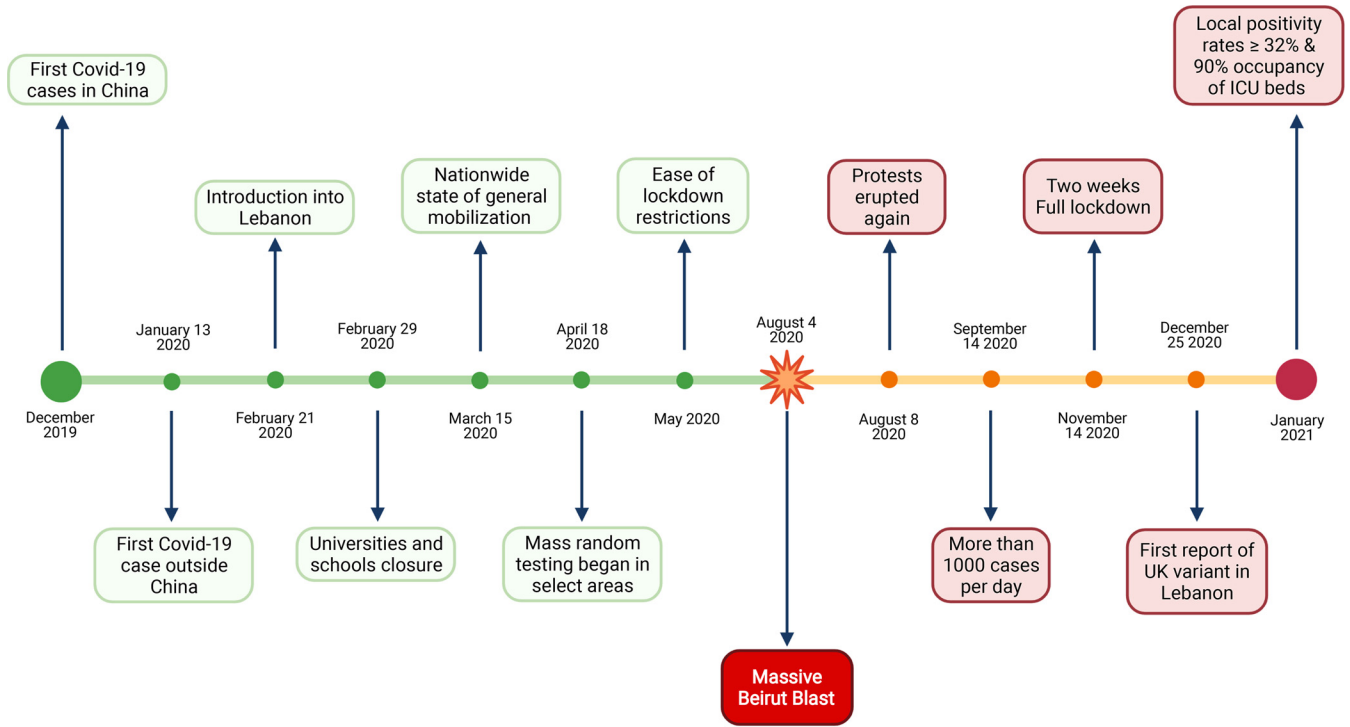 First Covid-19
cases in China
December
2019
January 13
2020
First Covid-19
case outside
China
Introduction into
Lebanon
February 21
2020
February 29
2020
Universities and
schools closure
Nationwide
state of general
mobilization
March 15
2020
April 18
2020
Mass random
testing began in
select areas
Ease of
lockdown
restrictions
May 2020
August 4
2020
Massive
Beirut Blast
Protests
erupted
again
August 8
2020
September
14 2020
More than
1000 cases
per day
Two weeks
Full lockdown
November
14 2020
December
25 2020
First report of
UK variant in
Lebanon
Local positivity
rates ≥ 32% &
90% occupancy
of ICU beds
January
2021